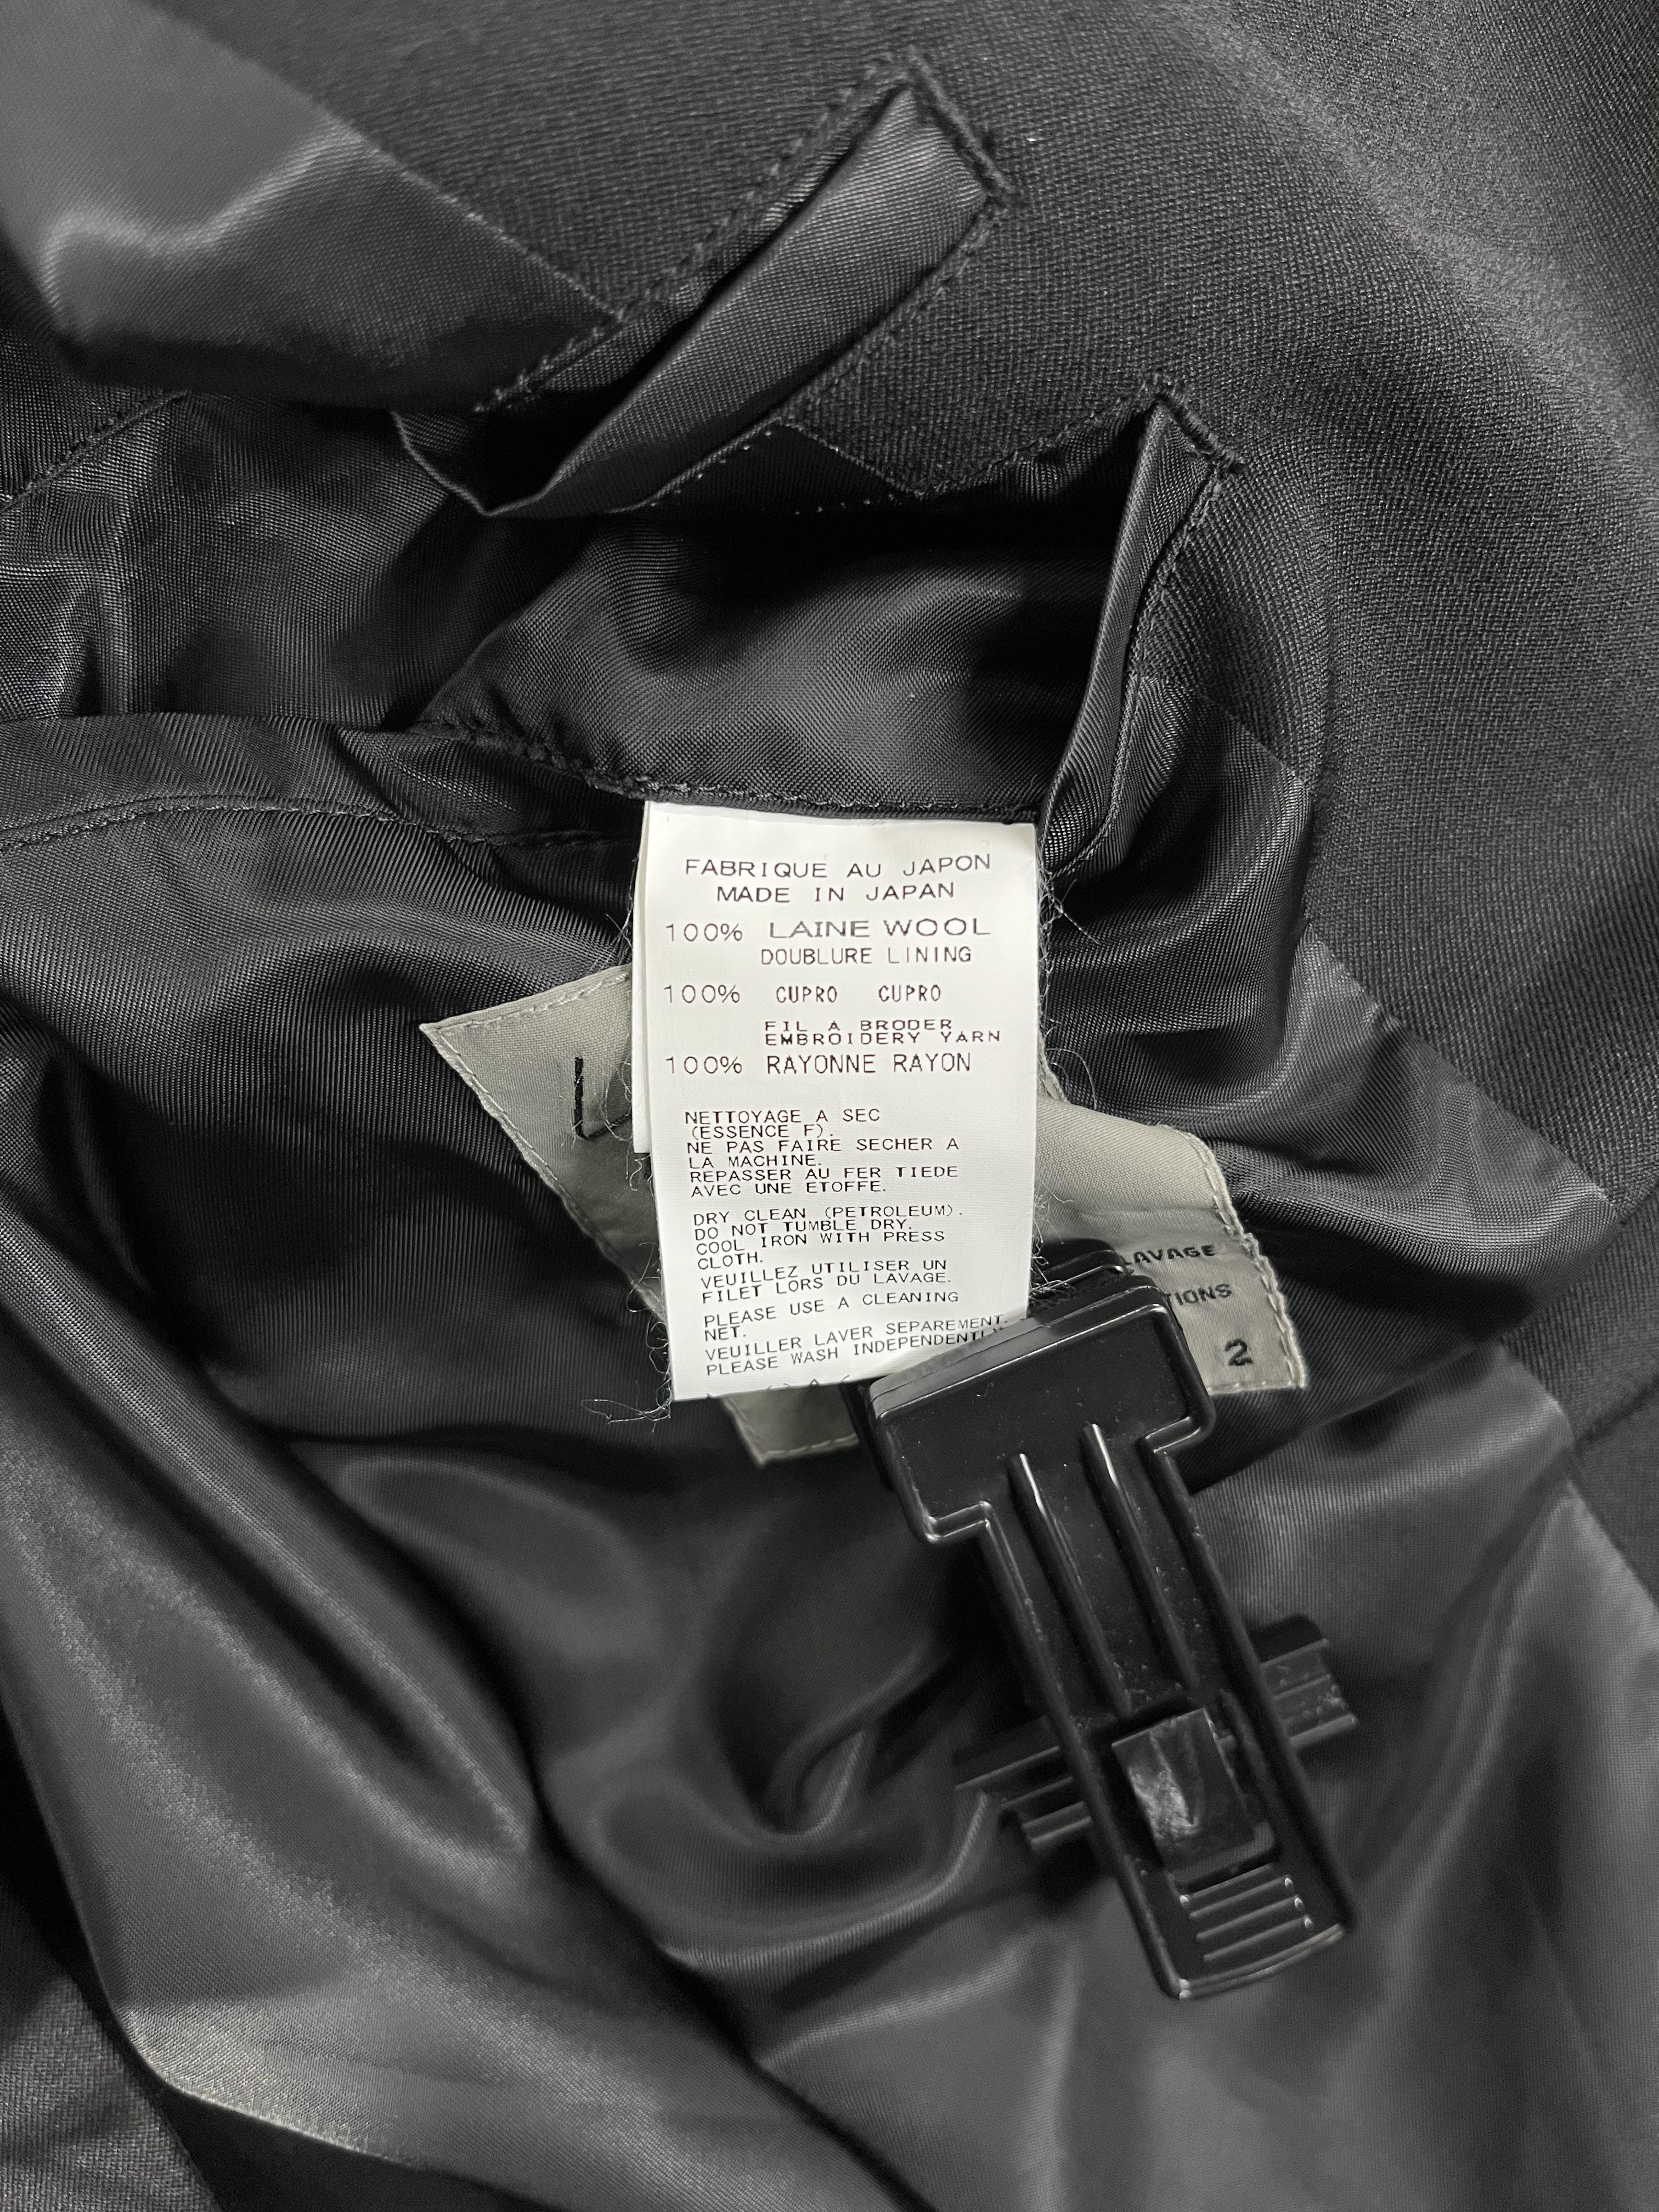 FABRIQUE AU JAPON
MADE IN JAPAN
100% LAINE WOOL
DOUBLURE LINING
100% CUPRO CUPRO
FIL A BRODER
EMBROIDERY YARN
100% RAYONNE RAYON
NETTOYAGE A SEC
(ESSENCE F).
NE PAS FAIRE SECHER A
LA MACHINE.
REPASSER AU FER TIEDE
AVEC UNE ETOFFE.
DRY CLEAN (PETROLEUM).
DO NOT TUMBLE DRY.
COOL IRON WITH PRESS
CLOTH.
VEUILLEZ UTILISER UN
FILET LORS DU LAVAGE.
PLEASE USE A CLEANING
NET.
VEUILLER LAVER SEPAREMENT.
PLEASE WASH INDEPENDENTLY
LAVAGE
TIONS
2